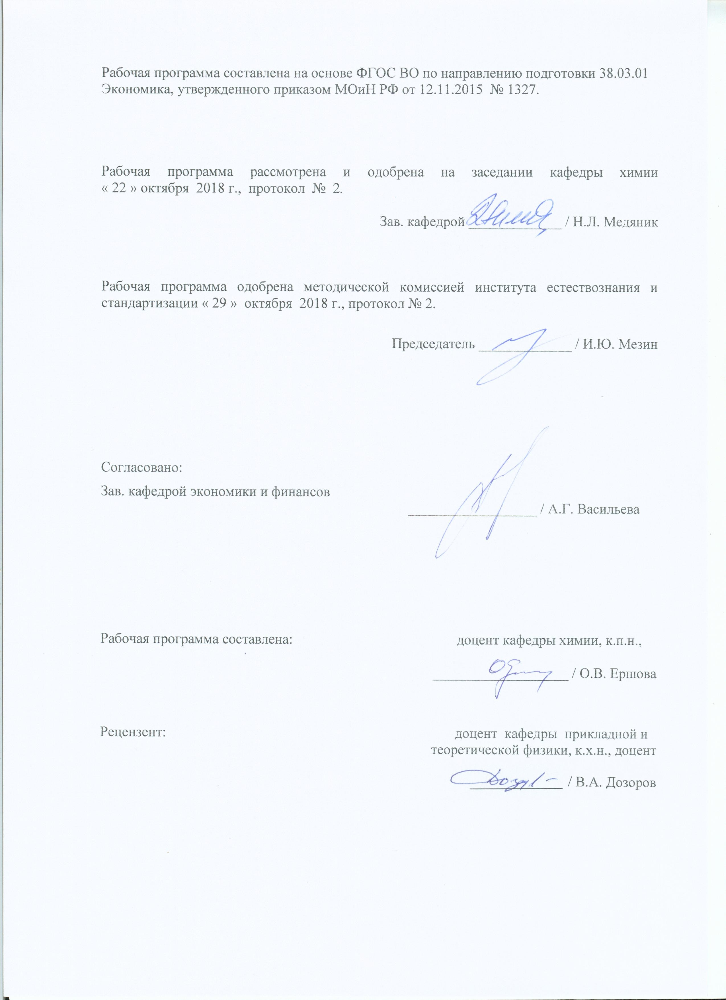 Рабочая программа составлена на основе ФГОС ВО по направлению подготовки 38.03.01
Экономика, утвержденного приказом МОиН РФ от 12.11.2015 № 1327.
Рабочая программа рассмотрена и одобрена на заседании кафедры химии
« 22 » октября 2018 г., протокол № 2.
Зав. кафедрой ______________ / Н.Л. Медяник
Рабочая программа одобрена методической комиссией института естествознания и
стандартизации « 29 » октября 2018 г., протокол № 2.
Председатель ______________ / И.Ю. Мезин
Согласовано:
Зав. кафедрой экономики и финансов
___________________ / А.Г. Васильева
Рабочая программа составлена:
доцент кафедры химии, к.п.н.,
____________________ / О.В. Ершова
Рецензент:
доцент кафедры прикладной и
теоретической физики, к.х.н., доцент
______________ / В.А. Дозоров